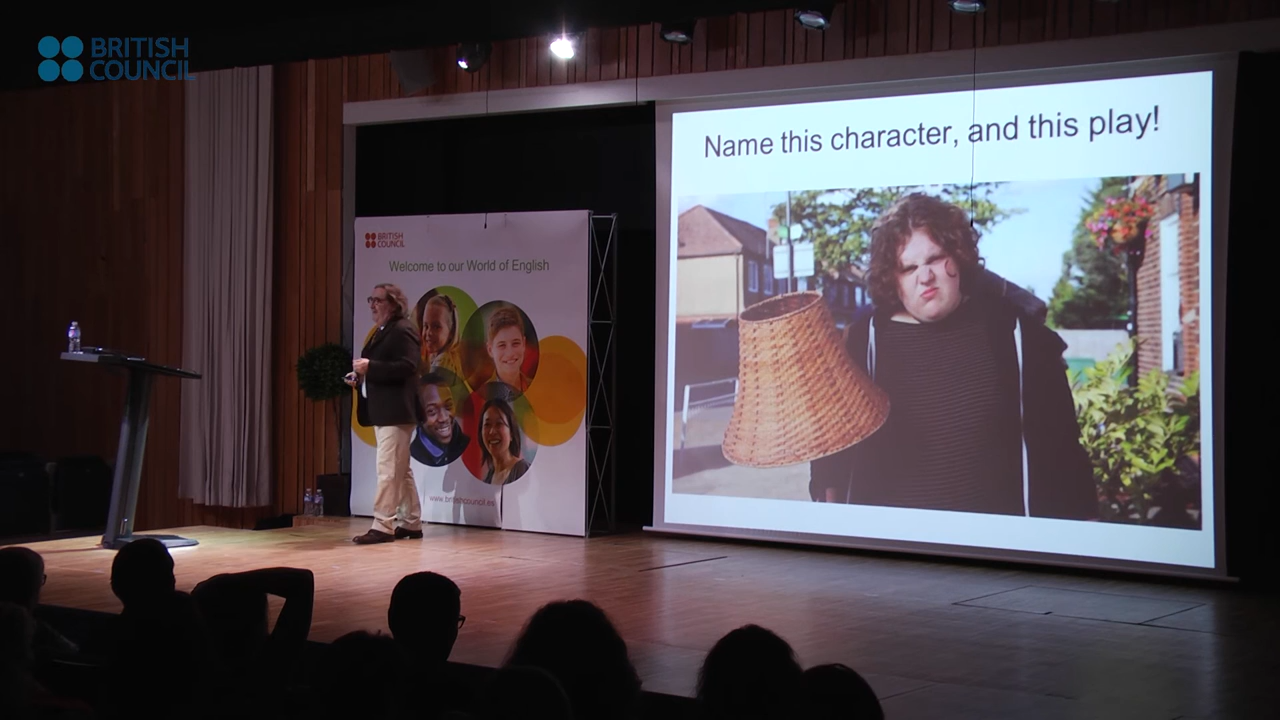 BRITISH
COUNCIL
Name this character, and this play!
BRITISH
COUNCIL
Welcome to our World of English
www.britishcouncil.es